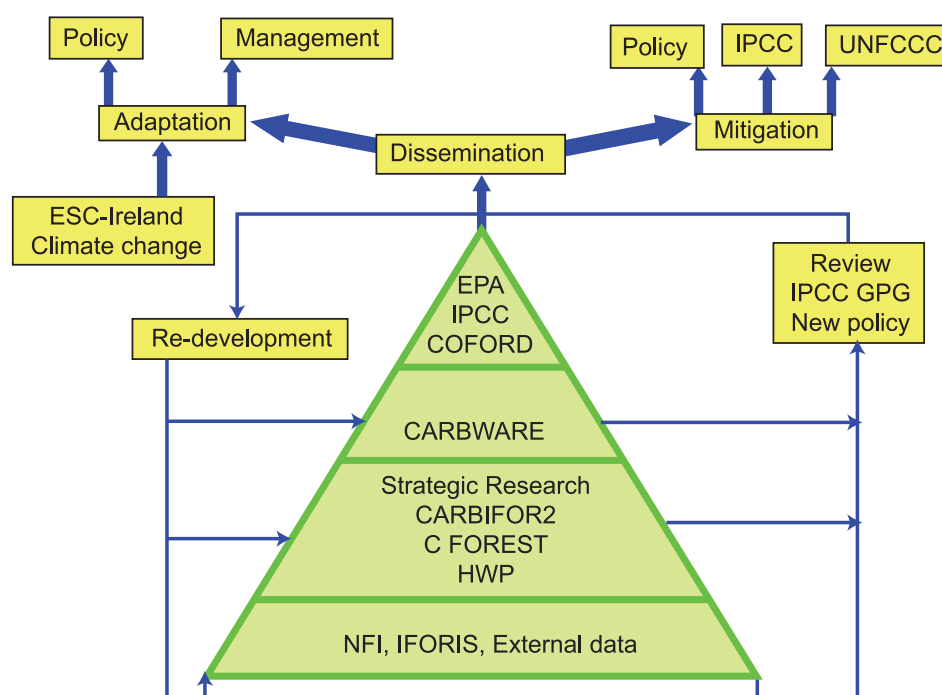 Policy
Management
Policy
IPCC
UNFCCC
Adaptation
Dissemination
Mitigation
ESC-Ireland
Climate change
Review
IPCC GPG
New policy
Re-development
EPA
IPCC
COFORD
CARBWARE
Strategic Research
CARBIFOR2
C FOREST
HWP
NFI, IFORIS, External data